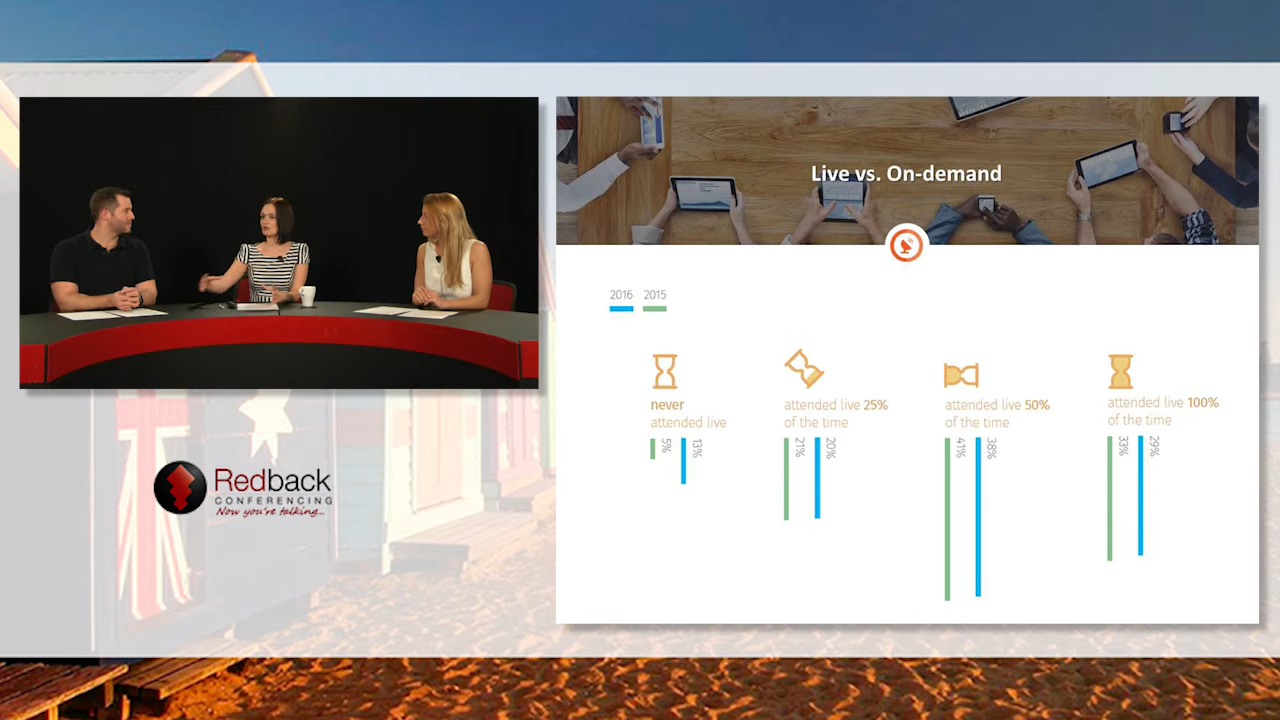 Live vs. On-demand
2016 2015
never
attended live
5%
13%
attended live 25%
of the time
21%
20%
attended live 50%
of the time
41%
38%
attended live 100%
of the time
33%
29%
Redback
CONFERENCING
Now you're talking...